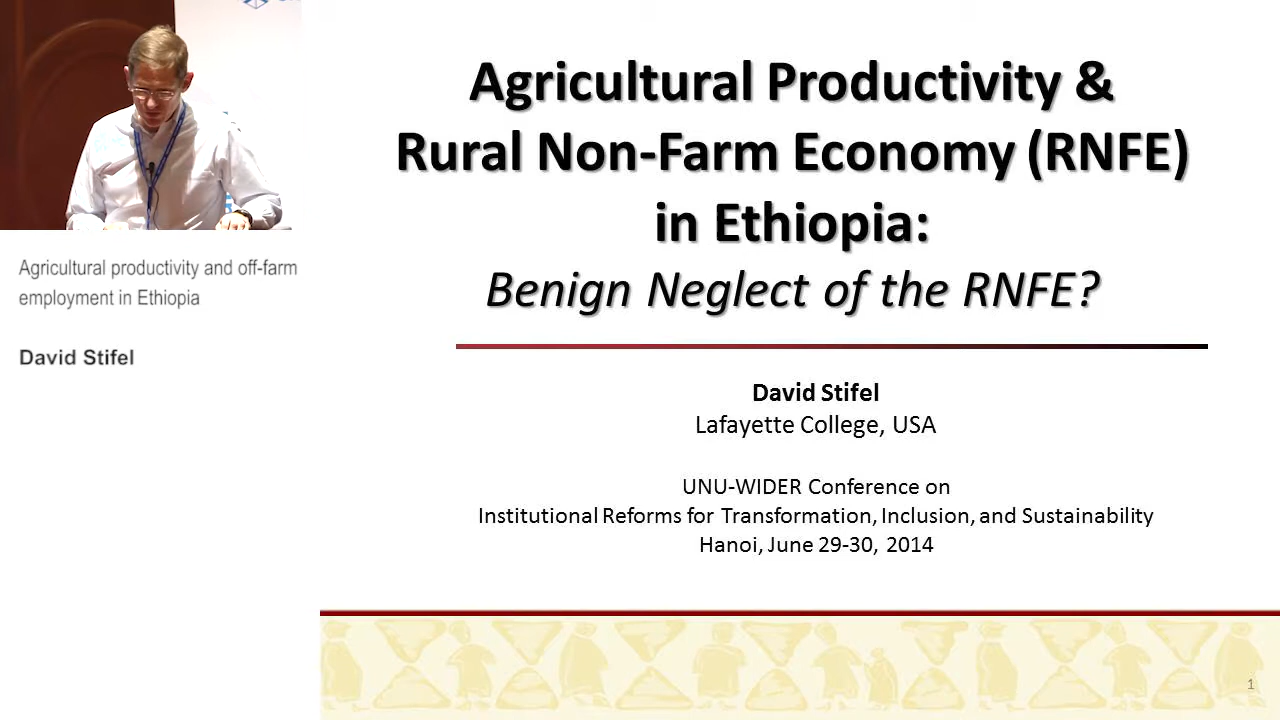 Agricultural Productivity &
Rural Non-Farm Economy (RNFE)
in Ethiopia:
Benign Neglect of the RNFE?
Agricultural productivity and off-farm
employment in Ethiopia
David Stifel
David Stifel
Lafayette College, USA
UNU-WIDER Conference on
Institutional Reforms for Transformation, Inclusion, and Sustainability
Hanoi, June 29-30, 2014
1